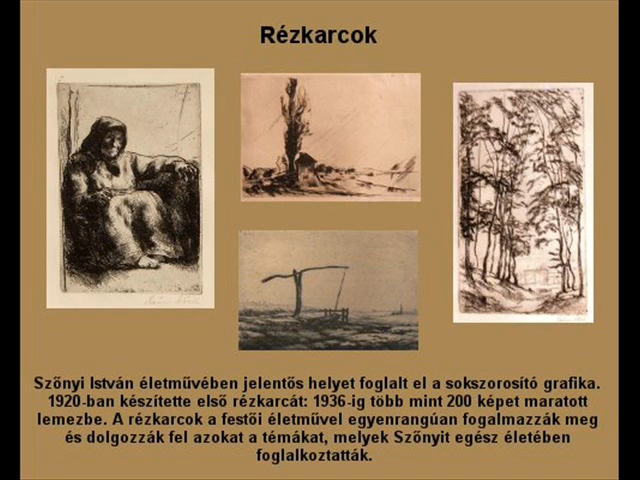 Rézkarcok
Szőnyi István életművében jelentős helyet foglalt el a sokszorosító grafika.
1920-ban készítette első rézkarcát: 1936-ig több mint 200 képet maratott
lemezbe. A rézkarcok a festői életművel egyenrangúan fogalmazzák meg
és dolgozzák fel azokat a témákat, melyek Szőnyit egész életében
foglalkoztatták.